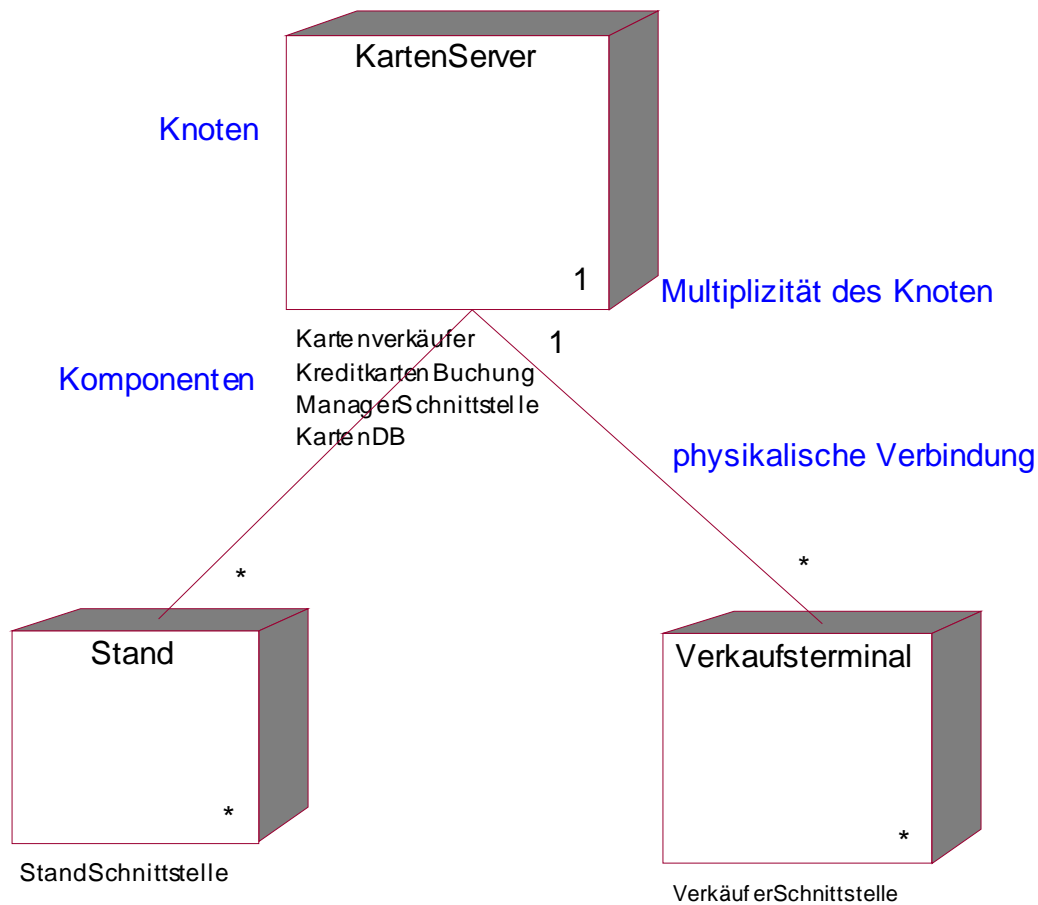 KartenServer
Knoten
1
Multiplizität des Knoten
Kartenverkäufer
1
KreditkartenBuchung
Komponenten
ManagerSchnittstelle
KartenDB
physikalische Verbindung
*
*
Stand
Verkaufsterminal
*
*
StandSchnittstelle
VerkäuferSchnittstelle